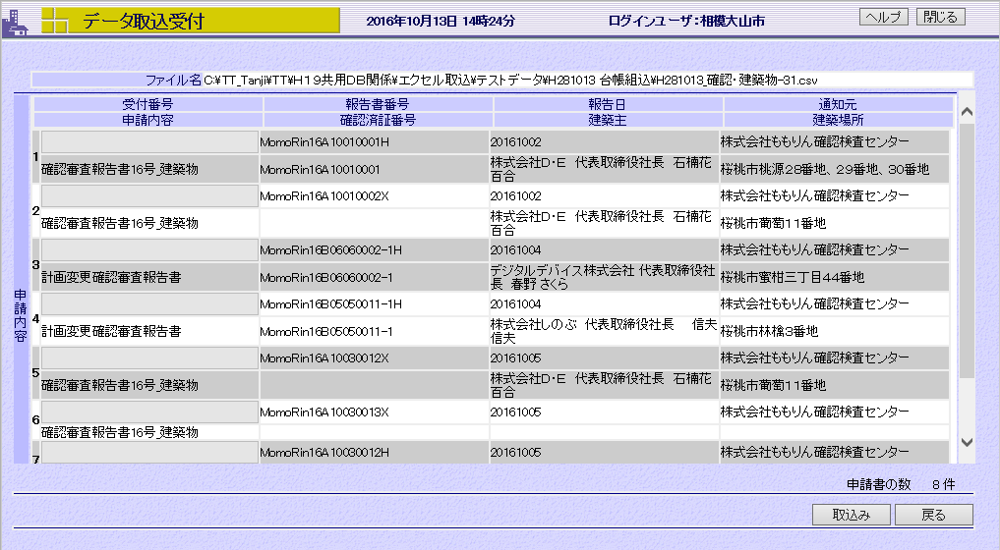 データ取込受付 2016年10月13日 14時24分 ログインユーザ：相模大山市 ヘルプ 閉じる
ファイル名 C:¥TT_Tanji¥TT¥H１９共用DB関係¥エクセル取込¥テストデータ¥H281013 台帳組込¥H281013_確認・建築物-31.csv
受付番号 報告書番号 報告日 通知元
申請内容 確認済証番号 建築主 建築場所
申請内容
1 MomoRin16A10010001H 20161002 株式会社ももりん確認検査センター
確認審査報告書16号_建築物 MomoRin16A10010001 株式会社Ｄ・Ｅ　代表取締役社長　石楠花 桜桃市桃源２８番地、２９番地、３０番地
百合
2 MomoRin16A10010002X 20161002 株式会社ももりん確認検査センター
確認審査報告書16号_建築物 株式会社Ｄ・Ｅ　代表取締役社長　石楠花 桜桃市葡萄１１番地
百合
3 MomoRin16B06060002-1H 20161004 株式会社ももりん確認検査センター
計画変更確認審査報告書 MomoRin16B06060002-1 デジタルデバイス株式会社 代表取締役社 桜桃市蜜柑三丁目４４番地
長　春野 さくら
4 MomoRin16B05050011-1H 20161004 株式会社ももりん確認検査センター
計画変更確認審査報告書 MomoRin16B05050011-1 株式会社しのぶ　代表取締役社長　　信夫 桜桃市林檎３番地
信夫
5 MomoRin16A10030012X 20161005 株式会社ももりん確認検査センター
確認審査報告書16号_建築物 株式会社Ｄ・Ｅ　代表取締役社長　石楠花 桜桃市葡萄１１番地
百合
6 MomoRin16A10030013X 20161005 株式会社ももりん確認検査センター
確認審査報告書16号_建築物
7 MomoRin16A10030012H 20161005 株式会社ももりん確認検査センター
申請書の数　８件
取込み 戻る